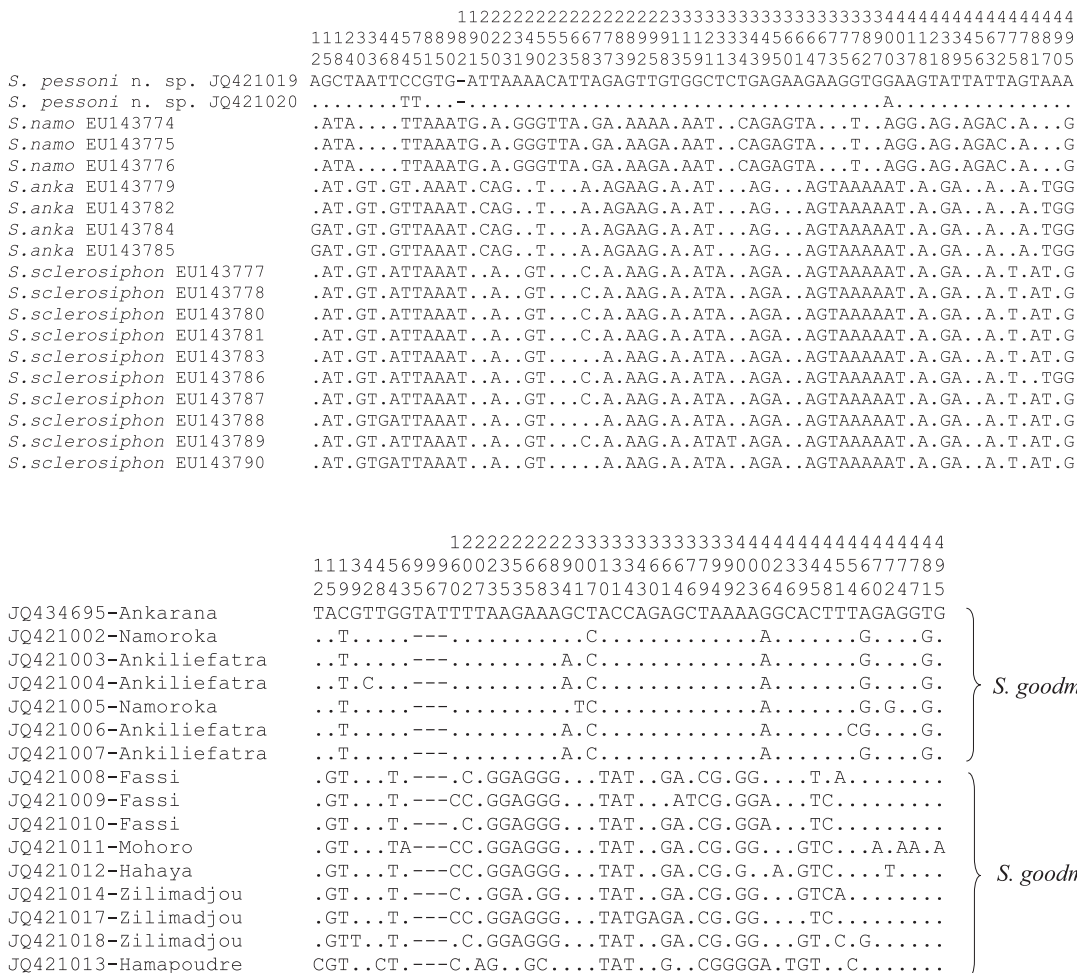 11222222222222222233333333333334444444444444444
11123344578889890022345556677888995911123445666777890011123345677788899
25840368150210253190235837392580213343950147356270378189563258170 5
S. pessoni n. sp. JQ421019 AGCTAATTCCGTG-ATTAAAACATTAGAGTTGTGGCTCTGAGAAGAAGGTGGAAGTATTATTAGTAAA
S. pessoni n. sp. JQ421020 ........TT...-......................................A................
S.namo EU143774 .ATA....TTAAATG.A.GGGTTA.GA.AAAA.AAT..CAGAGTA...T..AGG.AG.AGAC.A...G
S.namo EU143775 .ATA....TTAAATG.A.GGGTTA.GA.AAGA.AAT..CAGAGTA...T..AGG.AG.AGAC.A...G
S.namo EU143776 .ATA....TTAAATG.A.GGGTTA.GA.AAGA.AAT..CAGAGTA...T..AGG.AG.AGAC.A...G
S.anka EU143779 .AT.GT.GT.AAAT.CAG..T...A.AGAAG.A.AT...AG...AGTAAAAAT.A.GA..A..A.TGG
S.anka EU143782 .AT.GT.GTTAAAT.CAG..T...A.AGAAG.A.AT...AG...AGTAAAAAT.A.GA..A..A.TGG
S.anka EU143784 GAT.GT.GTTAAAT.CAG..T...A.AGAAG.A.AT...AG...AGTAAAAAT.A.GA..A..A.TGG
S.anka EU143785 GAT.GT.GTTAAAT.CAG..T...A.AGAAG.A.AT...AG...AGTAAAAAT.A.GA..A..A.TGG
S.sclerosiphon EU143777 .AT.GT.ATTAAAT..A..GT...C.A.AAG.A.ATA..AGA..AGTAAAAAT.A.GA..A.T.AT.G
S.sclerosiphon EU143778 .AT.GT.ATTAAAT..A..GT...C.A.AAG.A.ATA..AGA..AGTAAAAAT.A.GA..A.T.AT.G
S.sclerosiphon EU143780 .AT.GT.ATTAAAT..A..GT...C.A.AAG.A.ATA..AGA..AGTAAAAAT.A.GA..A.T.AT.G
S.sclerosiphon EU143781 .AT.GT.ATTAAAT..A..GT...C.A.AAG.A.ATA..AGA..AGTAAAAAT.A.GA..A.T.AT.G
S.sclerosiphon EU143783 .AT.GT.ATTAAAT..A..GT.....A.AAG.A.ATA..AGA..AGTAAAAAT.A.GA..A.T.AT.G
S.sclerosiphon EU143786 .AT.GT.ATTAAAT..A..GT...C.A.AAG.A.ATA..AGA..AGTAAAAAT.A.GA..A.T..TGG
S.sclerosiphon EU143787 .AT.GT.ATTAAAT..A..GT...C.A.AAG.A.ATA..AGA..AGTAAAAAT.A.GA..A.T.AT.G
S.sclerosiphon EU143788 .AT.GTGATTAAAT..A..GT.....A.AAG.A.ATA..AGA..AGTAAAAAT.A.GA..A.T.AT.G
S.sclerosiphon EU143789 .AT.GT.ATTAAAT..A..GT...C.A.AAG.A.ATAT.AGA..AGTAAAAAT.A.GA..A.T.AT.G
S.sclerosiphon EU143790 .AT.GTGATTAAAT..A..GT.....A.AAG.A.ATA..AGA..AGTAAAAAT.A.GA..A.T.AT.G
JQ434695-Ankarana TACGTTGGTATTTTAAGAAAGCTACCAGAGCTAAAAGGCACTTTAGAGGTG
JQ421002-Namoroka ..T.....---............C.............A.......G....G.
JQ421003-Ankiliefatra ..T.....---..........A.C.............A.......G....G.
JQ421004-Ankiliefatra ..T.C...---..........A.C.............A.......G....G.
JQ421005-Namoroka ..T.....---...........TC.............A.......G.G..G.
JQ421006-Ankiliefatra ..T.....---..........A.C.............A......CG....G.
JQ421007-Ankiliefatra ..T.....---..........A.C.............A.......G....G.
S. goodm
JQ421008-Fassi .GT...T.---.C.GGAGGG...TAT..GA.CG.GG....T.A........
JQ421009-Fassi .GT...T.---CC.GGAGGG...TAT...ATCG.GGA...TC.........
JQ421010-Fassi .GT...T.---.C.GGAGGG...TAT..GA.CG.GGA...TC.........
JQ421011-Mohoro .GT...TA---CC.GGAGGG...TAT..GA.CG.GG...GTC...A.AA.A
JQ421012-Hahaya .GT...T.---CC.GGAGGG...TAT..GA.CG.G..A.GTC....T....
JQ421014-Zilimadjou .GT...T.---C..GGA.GG...TAT..GA.CG.GG...GTCA........
JQ421017-Zilimadjou .GT...T.---CC.GGAGGG...TATGAGA.CG.GG....TC.........
JQ421018-Zilimadjou .GTT..T.---.C.GGAGGG...TAT..GA.CG.GG...GT.C.G......
JQ421013-Hamapoudre CGT..CT.---C.AG..GC....TAT..G..CGGGGA.TGT..C.......
S. goodm